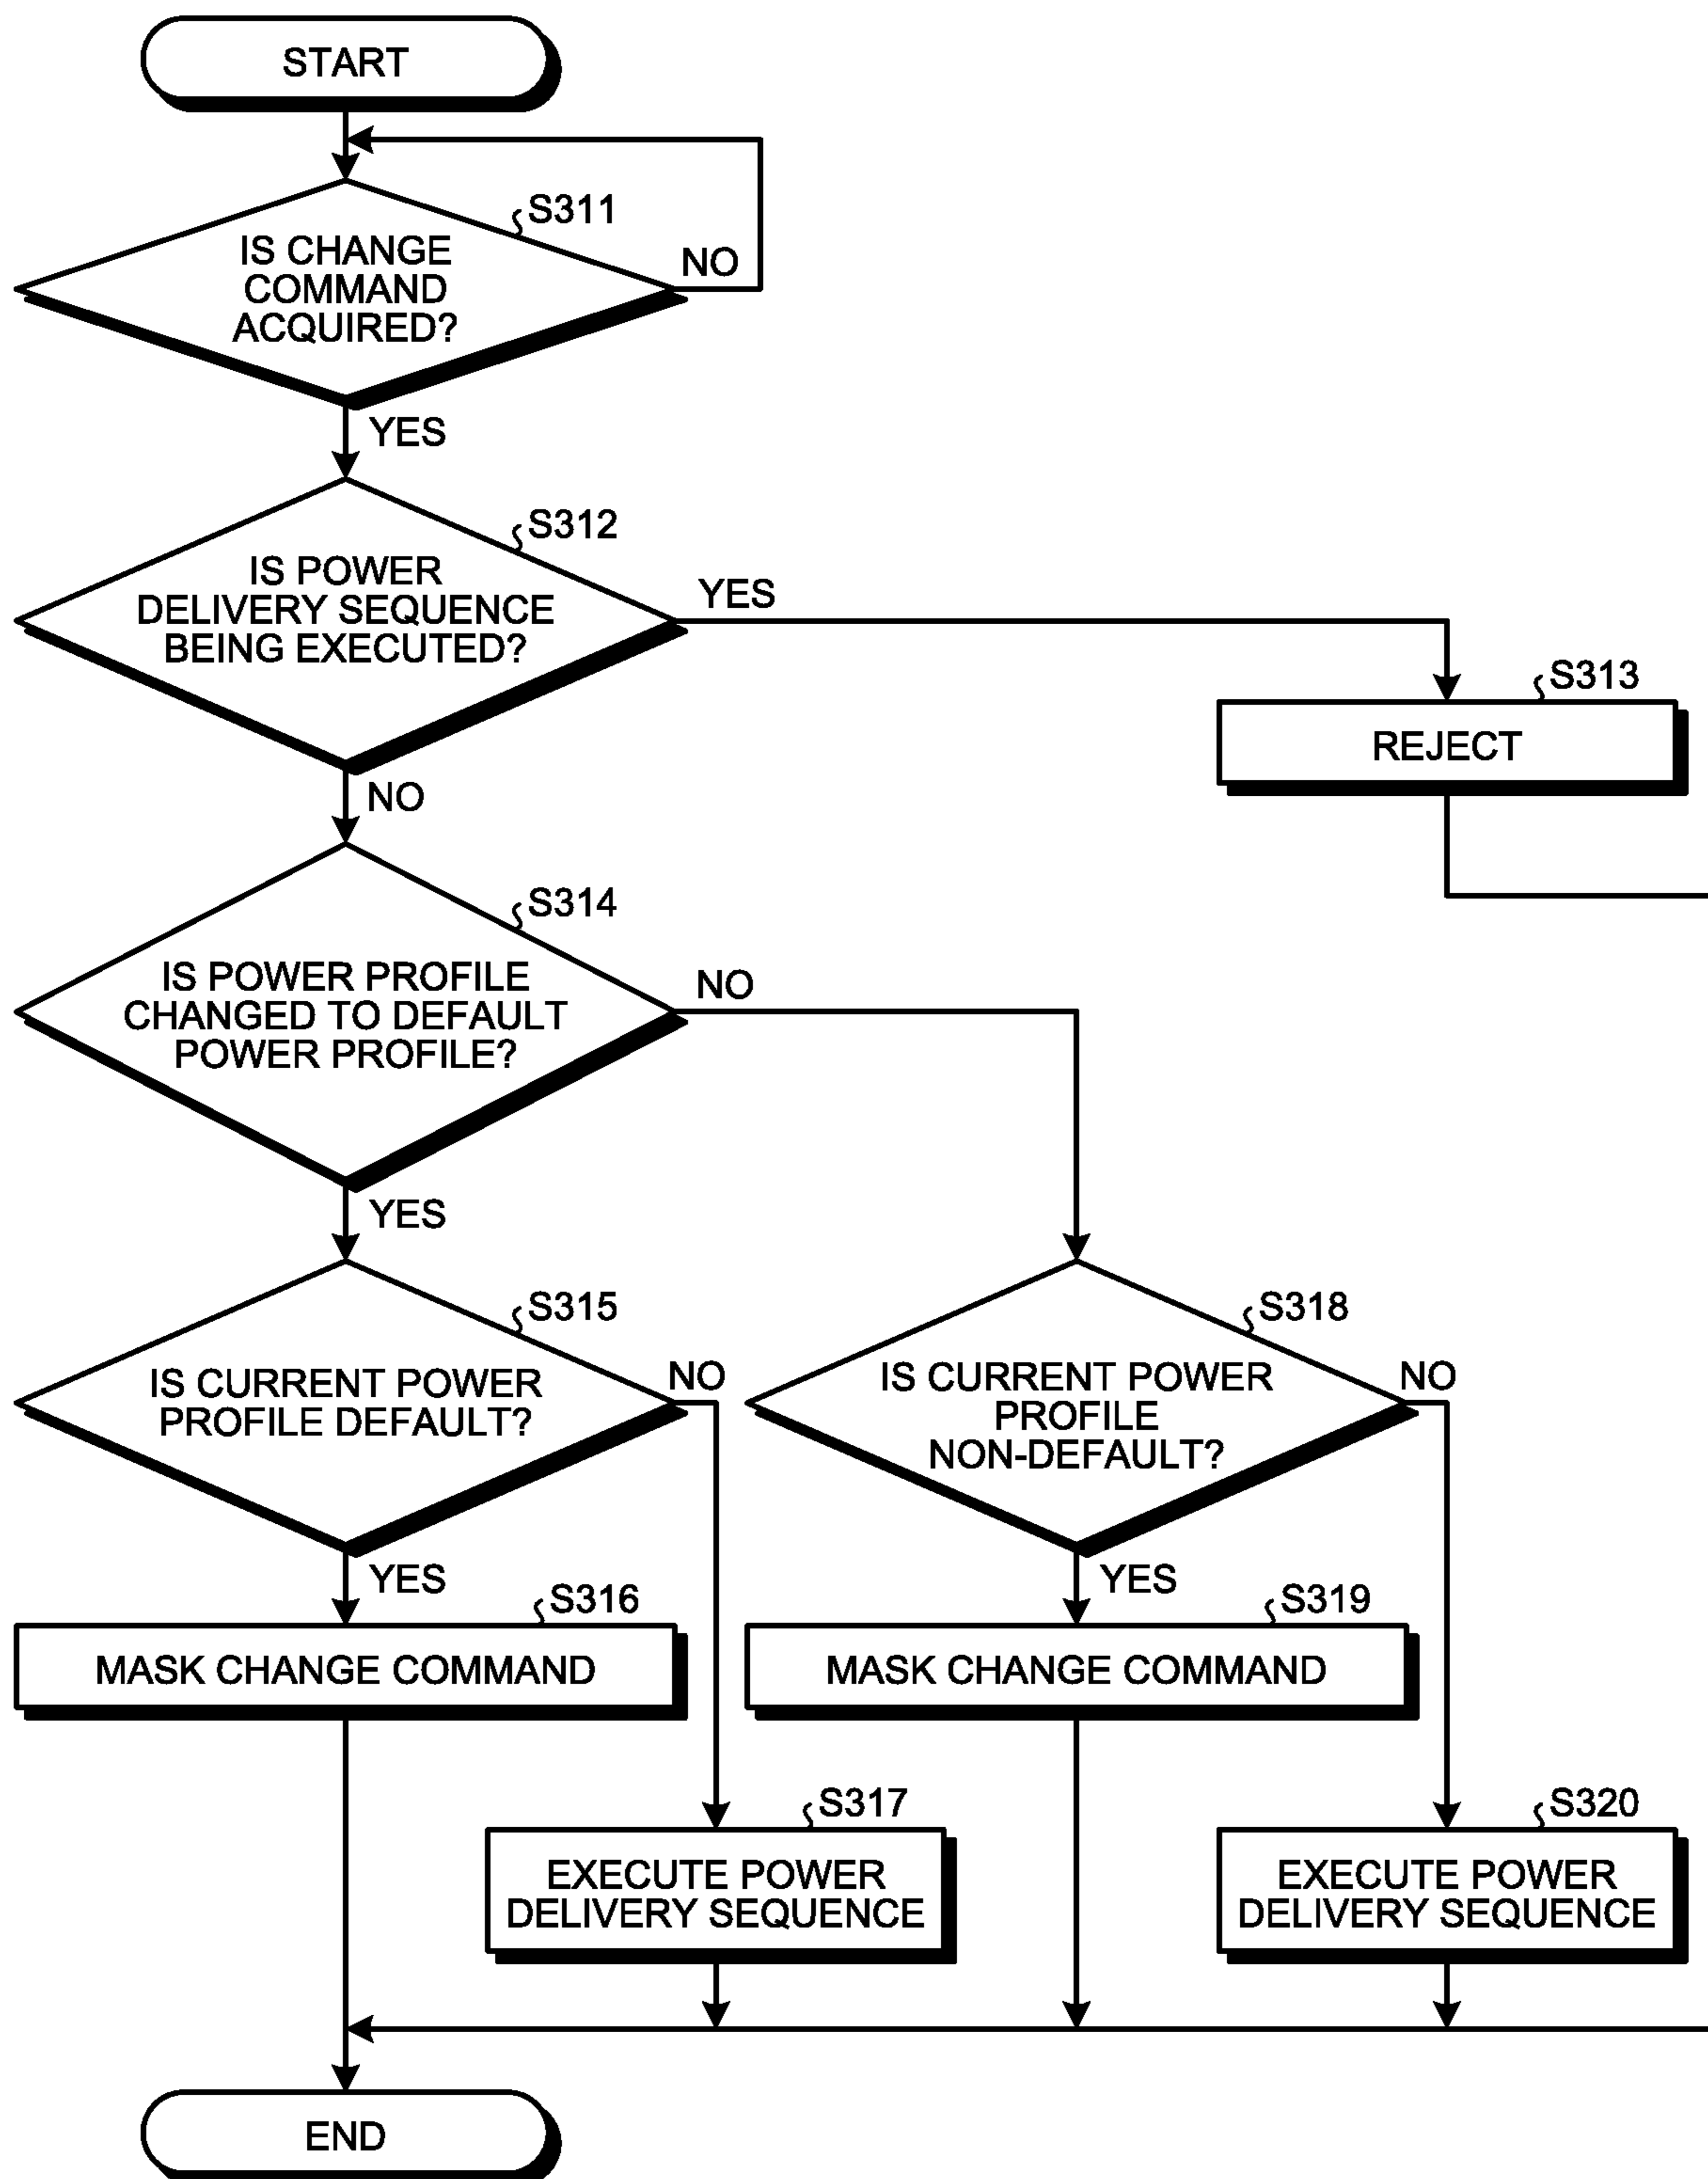 START
S311
IS CHANGE
COMMAND
ACQUIRED?
NO
YES
S312
IS POWER
DELIVERY SEQUENCE
BEING EXECUTED?
YES
S313
REJECT
NO
S314
IS POWER PROFILE
CHANGED TO DEFAULT
POWER PROFILE?
NO
YES
S315
IS CURRENT POWER
PROFILE DEFAULT?
NO
S318
IS CURRENT POWER
PROFILE
NON-DEFAULT?
NO
YES
S316
MASK CHANGE COMMAND
YES
S319
MASK CHANGE COMMAND
S317
EXECUTE POWER
DELIVERY SEQUENCE
S320
EXECUTE POWER
DELIVERY SEQUENCE
END